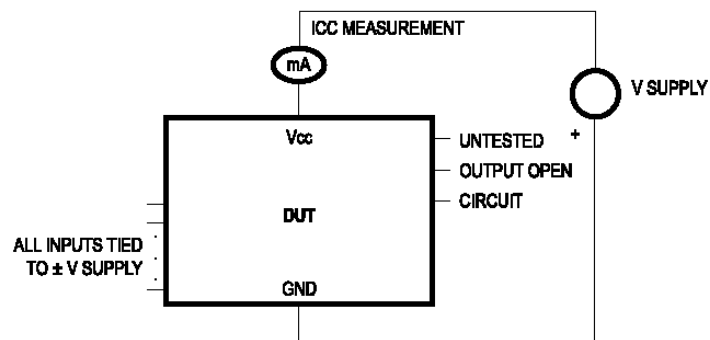 ICC MEASUREMENT
mA
V SUPPLY
+
Vcc
UNTESTED
OUTPUT OPEN
CIRCUIT
DUT
ALL INPUTS TIED
TO ± V SUPPLY
GND